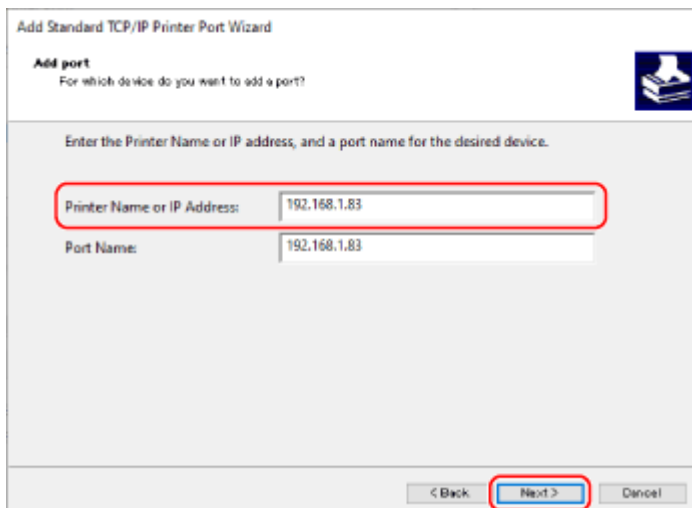 Add Standard TCP/IP Printer Port Wizard
Add port
For which device do you want to add a port?
Enter the Printer Name or IP address, and a port name for the desired device.
Printer Name or IP Address: 192.168.1.83
Port Name: 192.168.1.83
< Back Next > Cancel